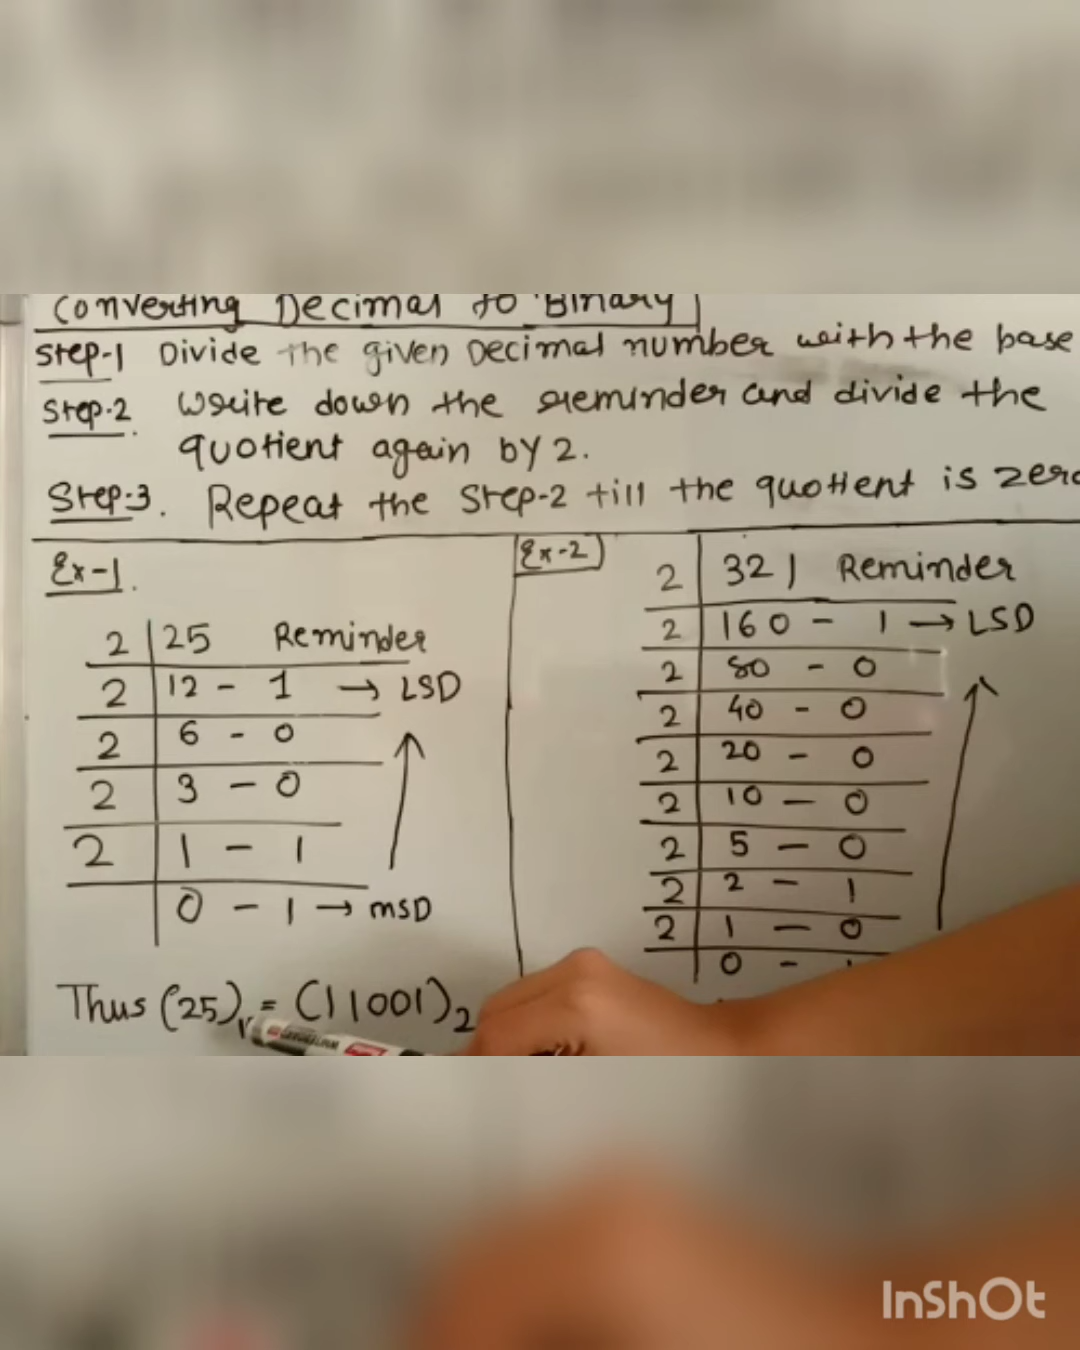 Converting Decimal to Binary
Step-1 Divide the given Decimal number with the base
Step-2 Write down the reminder and divide the
quotient again by 2.
Step-3. Repeat the Step-2 till the quotient is zero
Ex-1.
2 25 Reminder
2 12 - 1 → LSD
2 6 - 0
2 3 - 0
2 1 - 1
0 - 1 → MSD
Thus (25) = (11001)2
Ex-2
2 321 Reminder
2 160 - 1 → LSD
2 80 - 0
2 40 - 0
2 20 - 0
2 10 - 0
2 5 - 0
2 2 - 1
2 1 - 0
0 -
InShOt